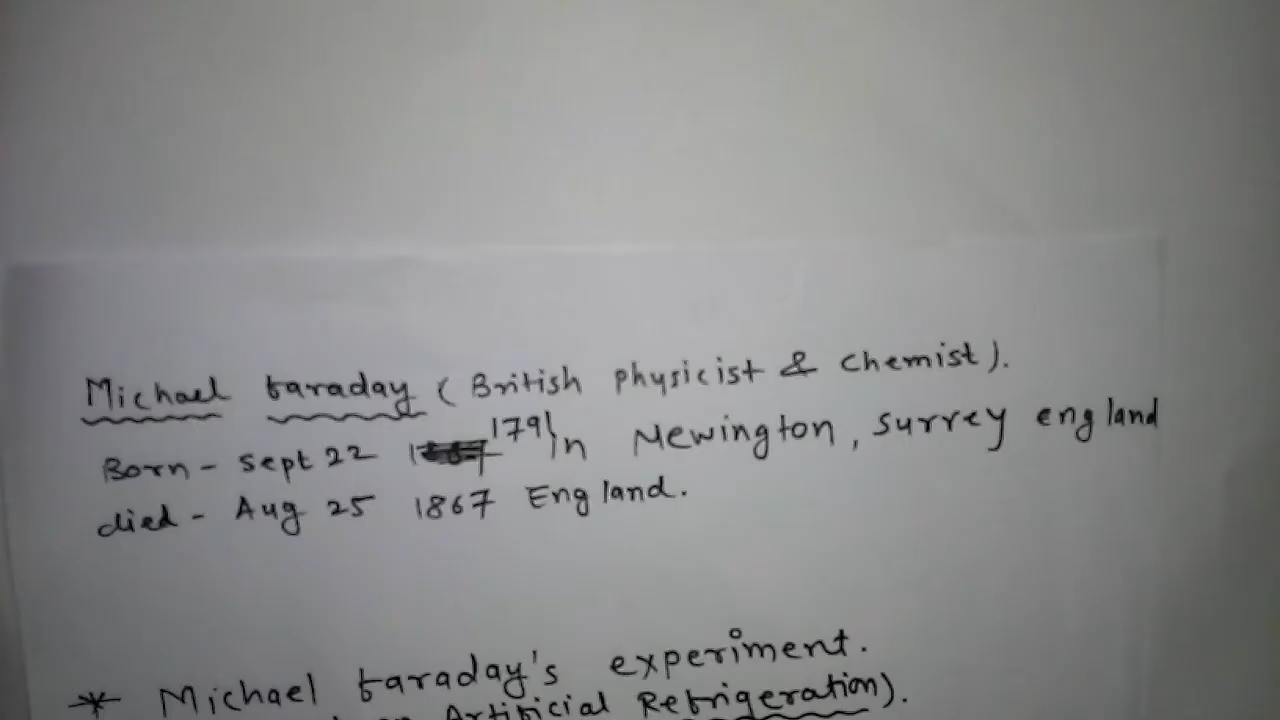 Michael faraday (British physicist & chemist).
Born - Sept 22 1791 in Newington, surrey england
died - Aug 25 1867 England.
* Michael faraday's experiment.
Artificial Refrigeration).